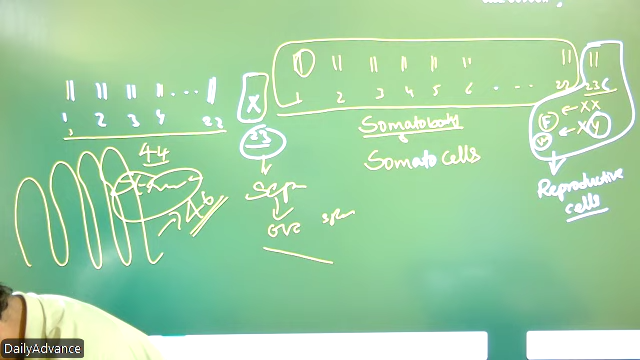 1 2 3 4 22
44
46
X
23
1 2 3 4 5 6 . . . 22
23
Somatobody
Somato cells
F ← XX
← XY
Reproductive
cells
DailyAdvance